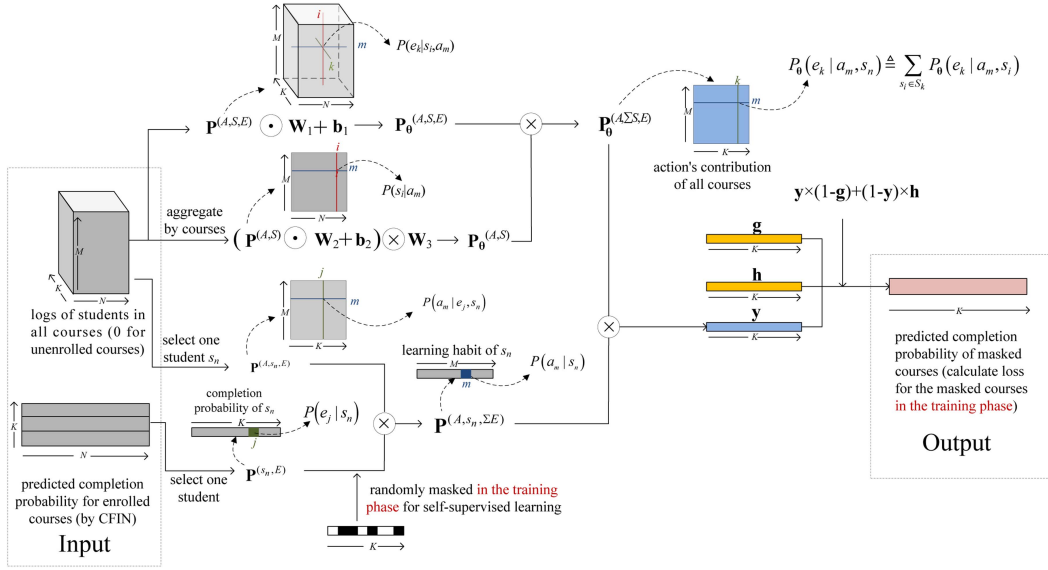 i
M
m
P(e_k|s_i,a_m)
k
K
N
P^(A,S,E) ⊙ W_1 + b_1
P_θ^(A,S,E)
×
P_θ^(A,ΣS,E)
k
M
m
K
P_θ(e_k | a_m, s_n) ≜ ∑_{s_i∈S_k} P_θ(e_k | a_m, s_i)
action's contribution
of all courses
i
M
m
N
P(s_i|a_m)
aggregate
by courses
(P^(A,S) ⊙ W_2 + b_2) ⊗ W_3
P_θ^(A,S)
M
K
N
logs of students in
all courses (0 for
unenrolled courses)
select one
student s_n
j
M
m
K
P(a_m | e_j, s_n)
P^(A,s_n,E)
learning habit of s_n
M
m
P(a_m | s_n)
completion
probability of s_n
K
j
P(e_j | s_n)
×
P^(A,s_n,ΣE)
×
K
N
P^(s_n,E)
select one
student
predicted completion
probability for enrolled
courses (by CFIN)
Input
randomly masked in the training
phase for self-supervised learning
K
y×(1-g)+(1-y)×h
g
K
h
K
y
K
K
predicted completion
probability of masked
courses (calculate loss
for the masked courses
in the training phase)
Output